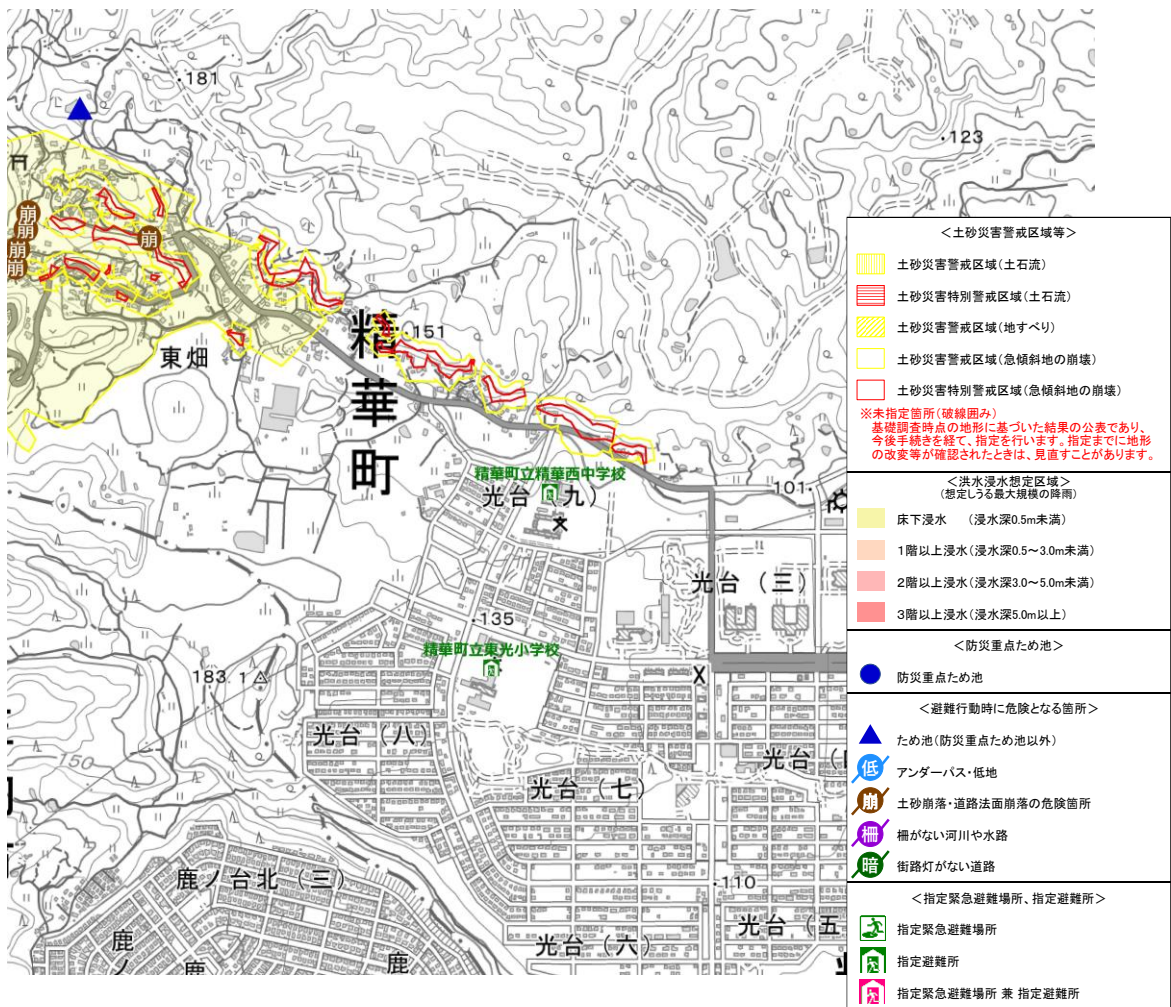 181
123
崩
崩
崩
崩
崩
151
精
華
町
東畑
精華町立精華西中学校
光台(九)
101
光台(三)
135
精華町立東光小学校
183.1
光台(八)
光台(七)
光台(
鹿ノ台北(三)
110
光台(五
光台(六)
鹿
ノ
鹿
鹿
<土砂災害警戒区域等>
土砂災害警戒区域(土石流)
土砂災害特別警戒区域(土石流)
土砂災害警戒区域(地すべり)
土砂災害警戒区域(急傾斜地の崩壊)
土砂災害特別警戒区域(急傾斜地の崩壊)
※未指定箇所(破線囲み)
基礎調査時点の地形に基づいた結果の公表であり、
今後手続きを経て、指定を行います。指定までに地形
の改変等が確認されたときは、見直すことがあります。
<洪水浸水想定区域>
(想定しうる最大規模の降雨)
床下浸水 (浸水深0.5m未満)
1階以上浸水(浸水深0.5~3.0m未満)
2階以上浸水(浸水深3.0~5.0m未満)
3階以上浸水(浸水深5.0m以上)
<防災重点ため池>
防災重点ため池
<避難行動時に危険となる箇所>
ため池(防災重点ため池以外)
低 アンダーパス・低地
崩 土砂崩落・道路法面崩落の危険箇所
柵 柵がない河川や水路
暗 街路灯がない道路
<指定緊急避難場所、指定避難所>
指定緊急避難場所
指定避難所
指定緊急避難場所 兼 指定避難所